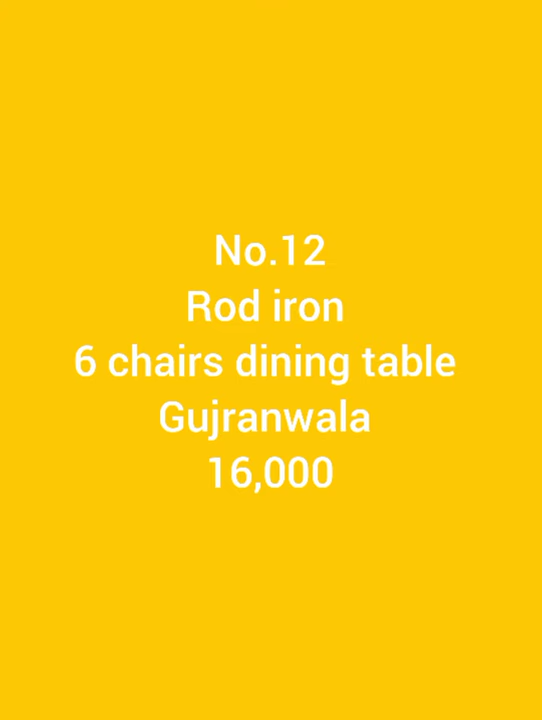 No.12
Rod iron
6 chairs dining table
Gujranwala
16,000